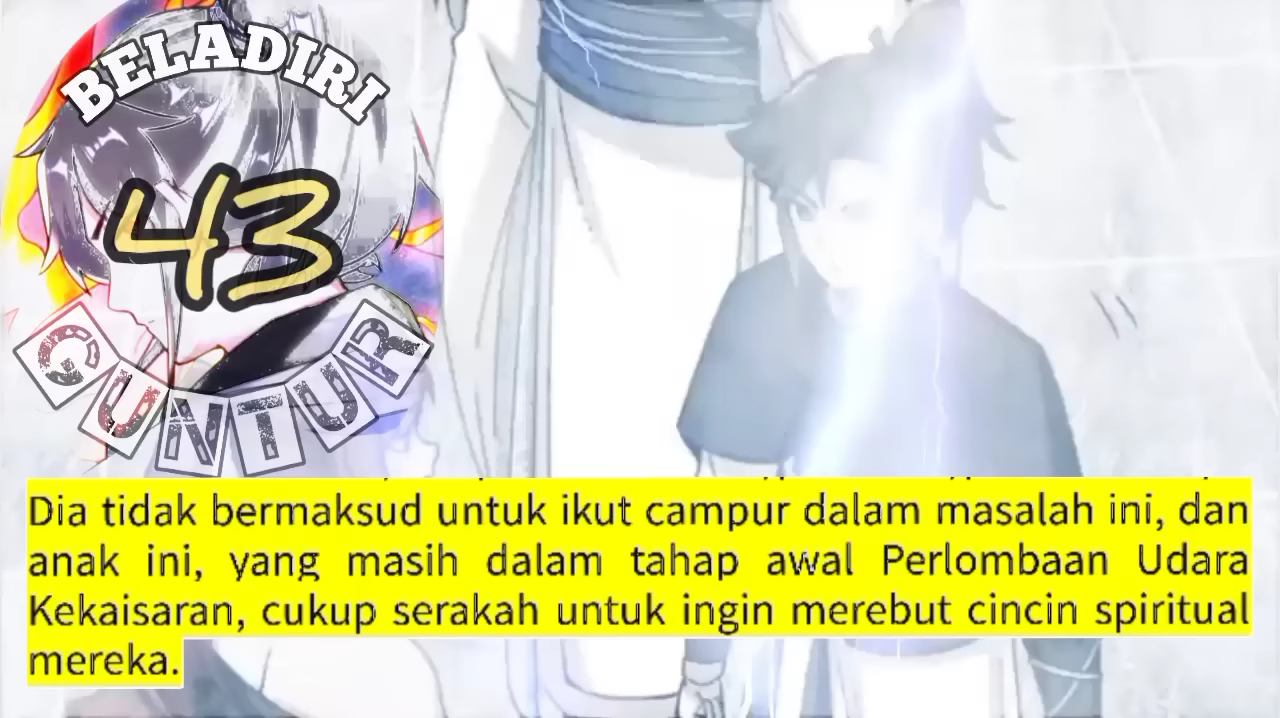 BELADIRI
43
GUNTUR
Dia tidak bermaksud untuk ikut campur dalam masalah ini, dan
anak ini, yang masih dalam tahap awal Perlombaan Udara
Kekaisaran, cukup serakah untuk ingin merebut cincin spiritual
mereka.